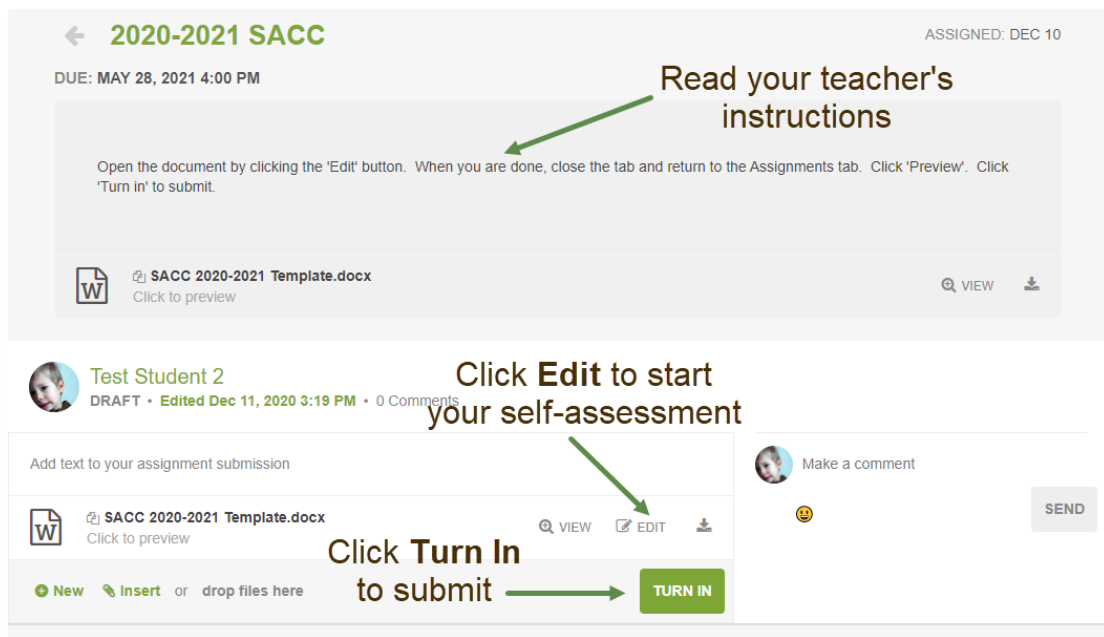 2020-2021 SACC
ASSIGNED: DEC 10
DUE: MAY 28, 2021 4:00 PM
Read your teacher's
instructions
Open the document by clicking the 'Edit' button. When you are done, close the tab and return to the Assignments tab. Click 'Preview'. Click
'Turn in' to submit.
W
SACC 2020-2021 Template.docx
Click to preview
VIEW
Test Student 2
DRAFT • Edited Dec 11, 2020 3:19 PM • 0 Comments
Click Edit to start
your self-assessment
Add text to your assignment submission
Make a comment
W
SACC 2020-2021 Template.docx
Click to preview
VIEW
EDIT
SEND
Click Turn In
to submit
New Insert or drop files here
TURN IN